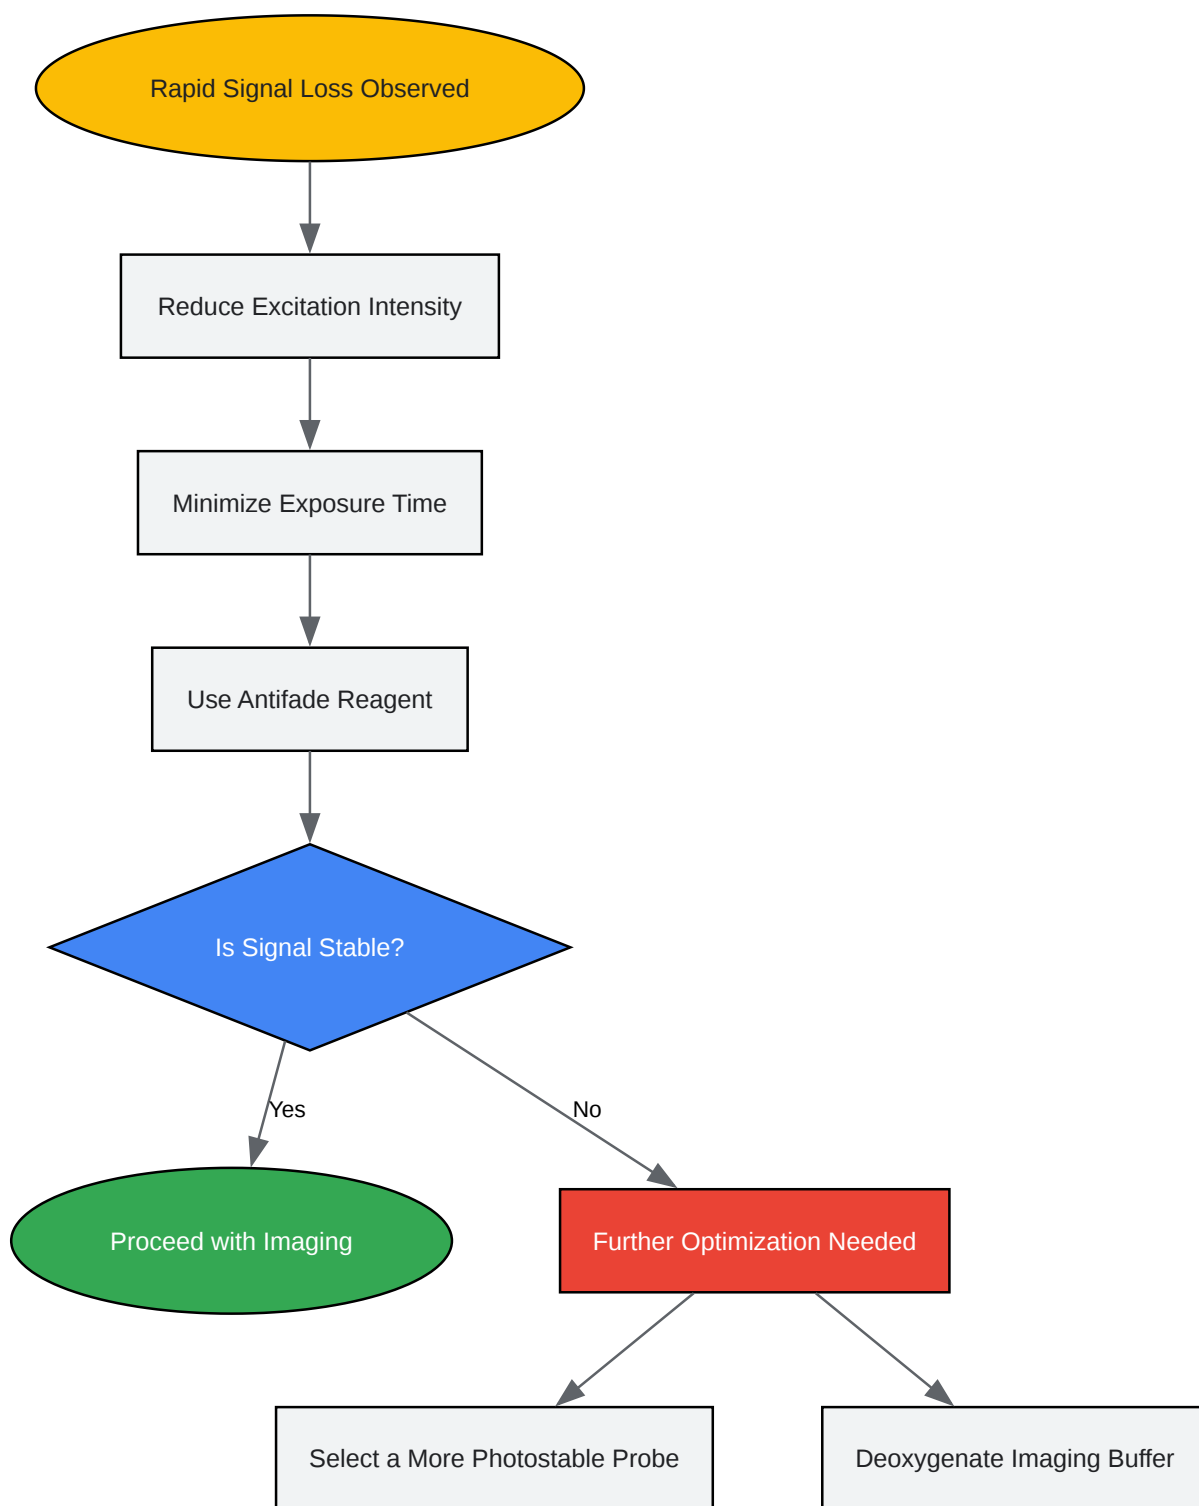 Rapid Signal Loss Observed
Reduce Excitation Intensity
Minimize Exposure Time
Use Antifade Reagent
Is Signal Stable?
Yes
No
Proceed with Imaging
Further Optimization Needed
Select a More Photostable Probe
Deoxygenate Imaging Buffer